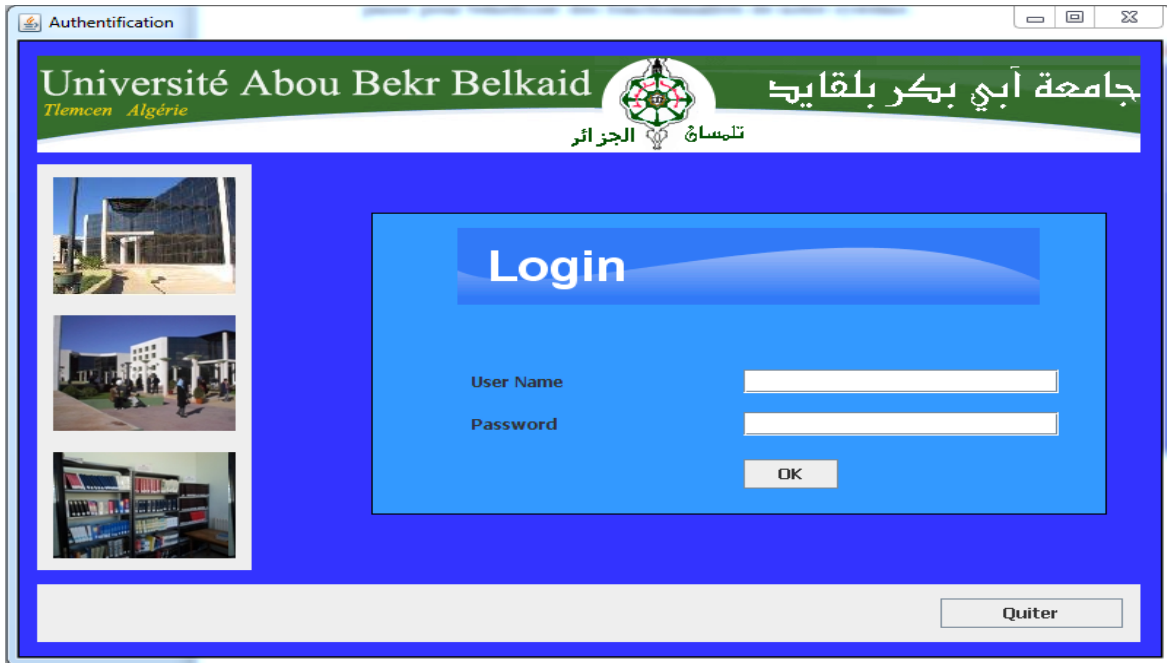 Authentification
Université Abou Bekr Belkaid
جامعة أبي بكر بلقايد
Tlemcen Algérie
تلمسان الجزائر
Login
User Name
Password
OK
Quiter